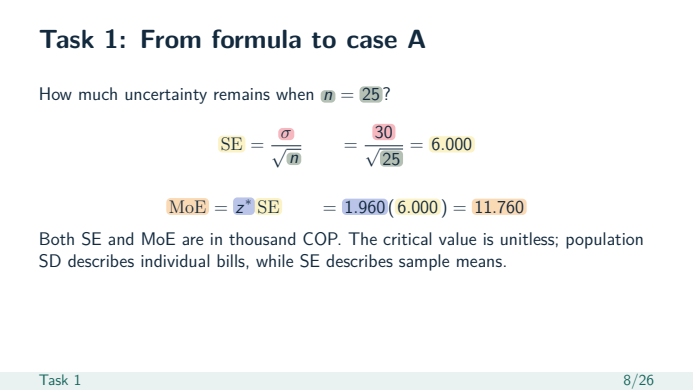 Task 1: From formula to case A
How much uncertainty remains when n = 25?
SE = σ/√n = 30/√25 = 6.000
MoE = z* SE = 1.960(6.000) = 11.760
Both SE and MoE are in thousand COP. The critical value is unitless; population
SD describes individual bills, while SE describes sample means.
Task 1
8/26